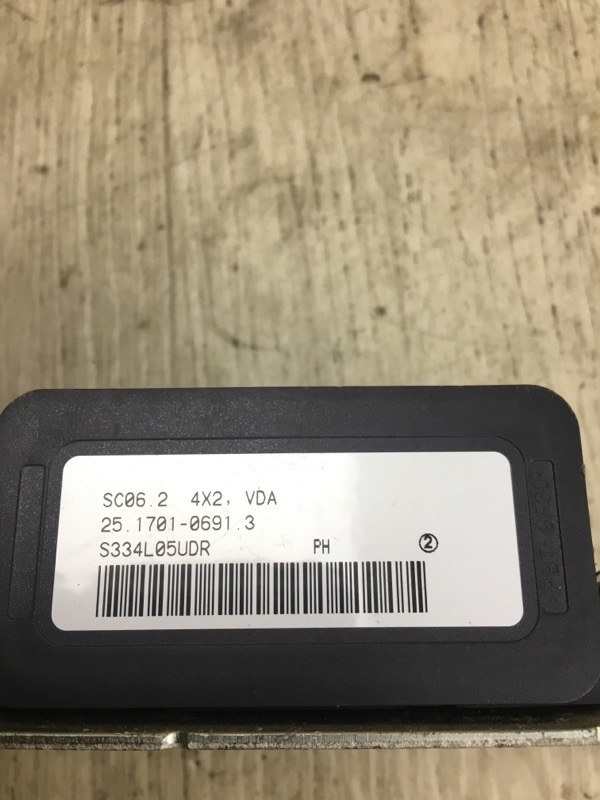 SC06.2 4X2, VDA
25.1701-0691.3
S334L05UDR PH ②